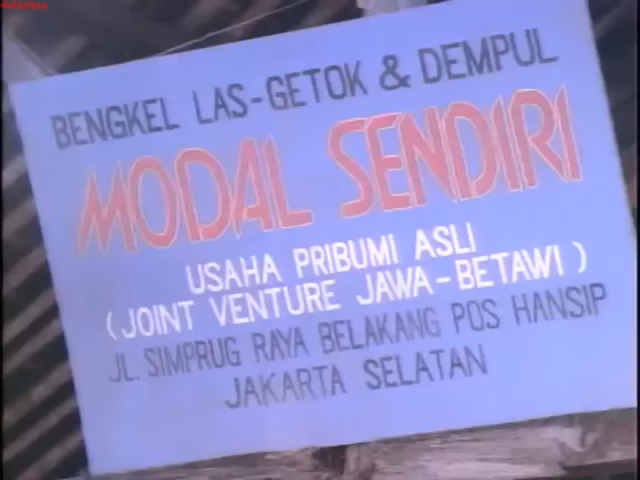 BENGKEL LAS-GETOK & DEMPUL
MODAL SENDIRI
USAHA PRIBUMI ASLI
(JOINT VENTURE JAWA-BETAWI)
JL. SIMPRUG RAYA BELAKANG POS HANSIP
JAKARTA SELATAN